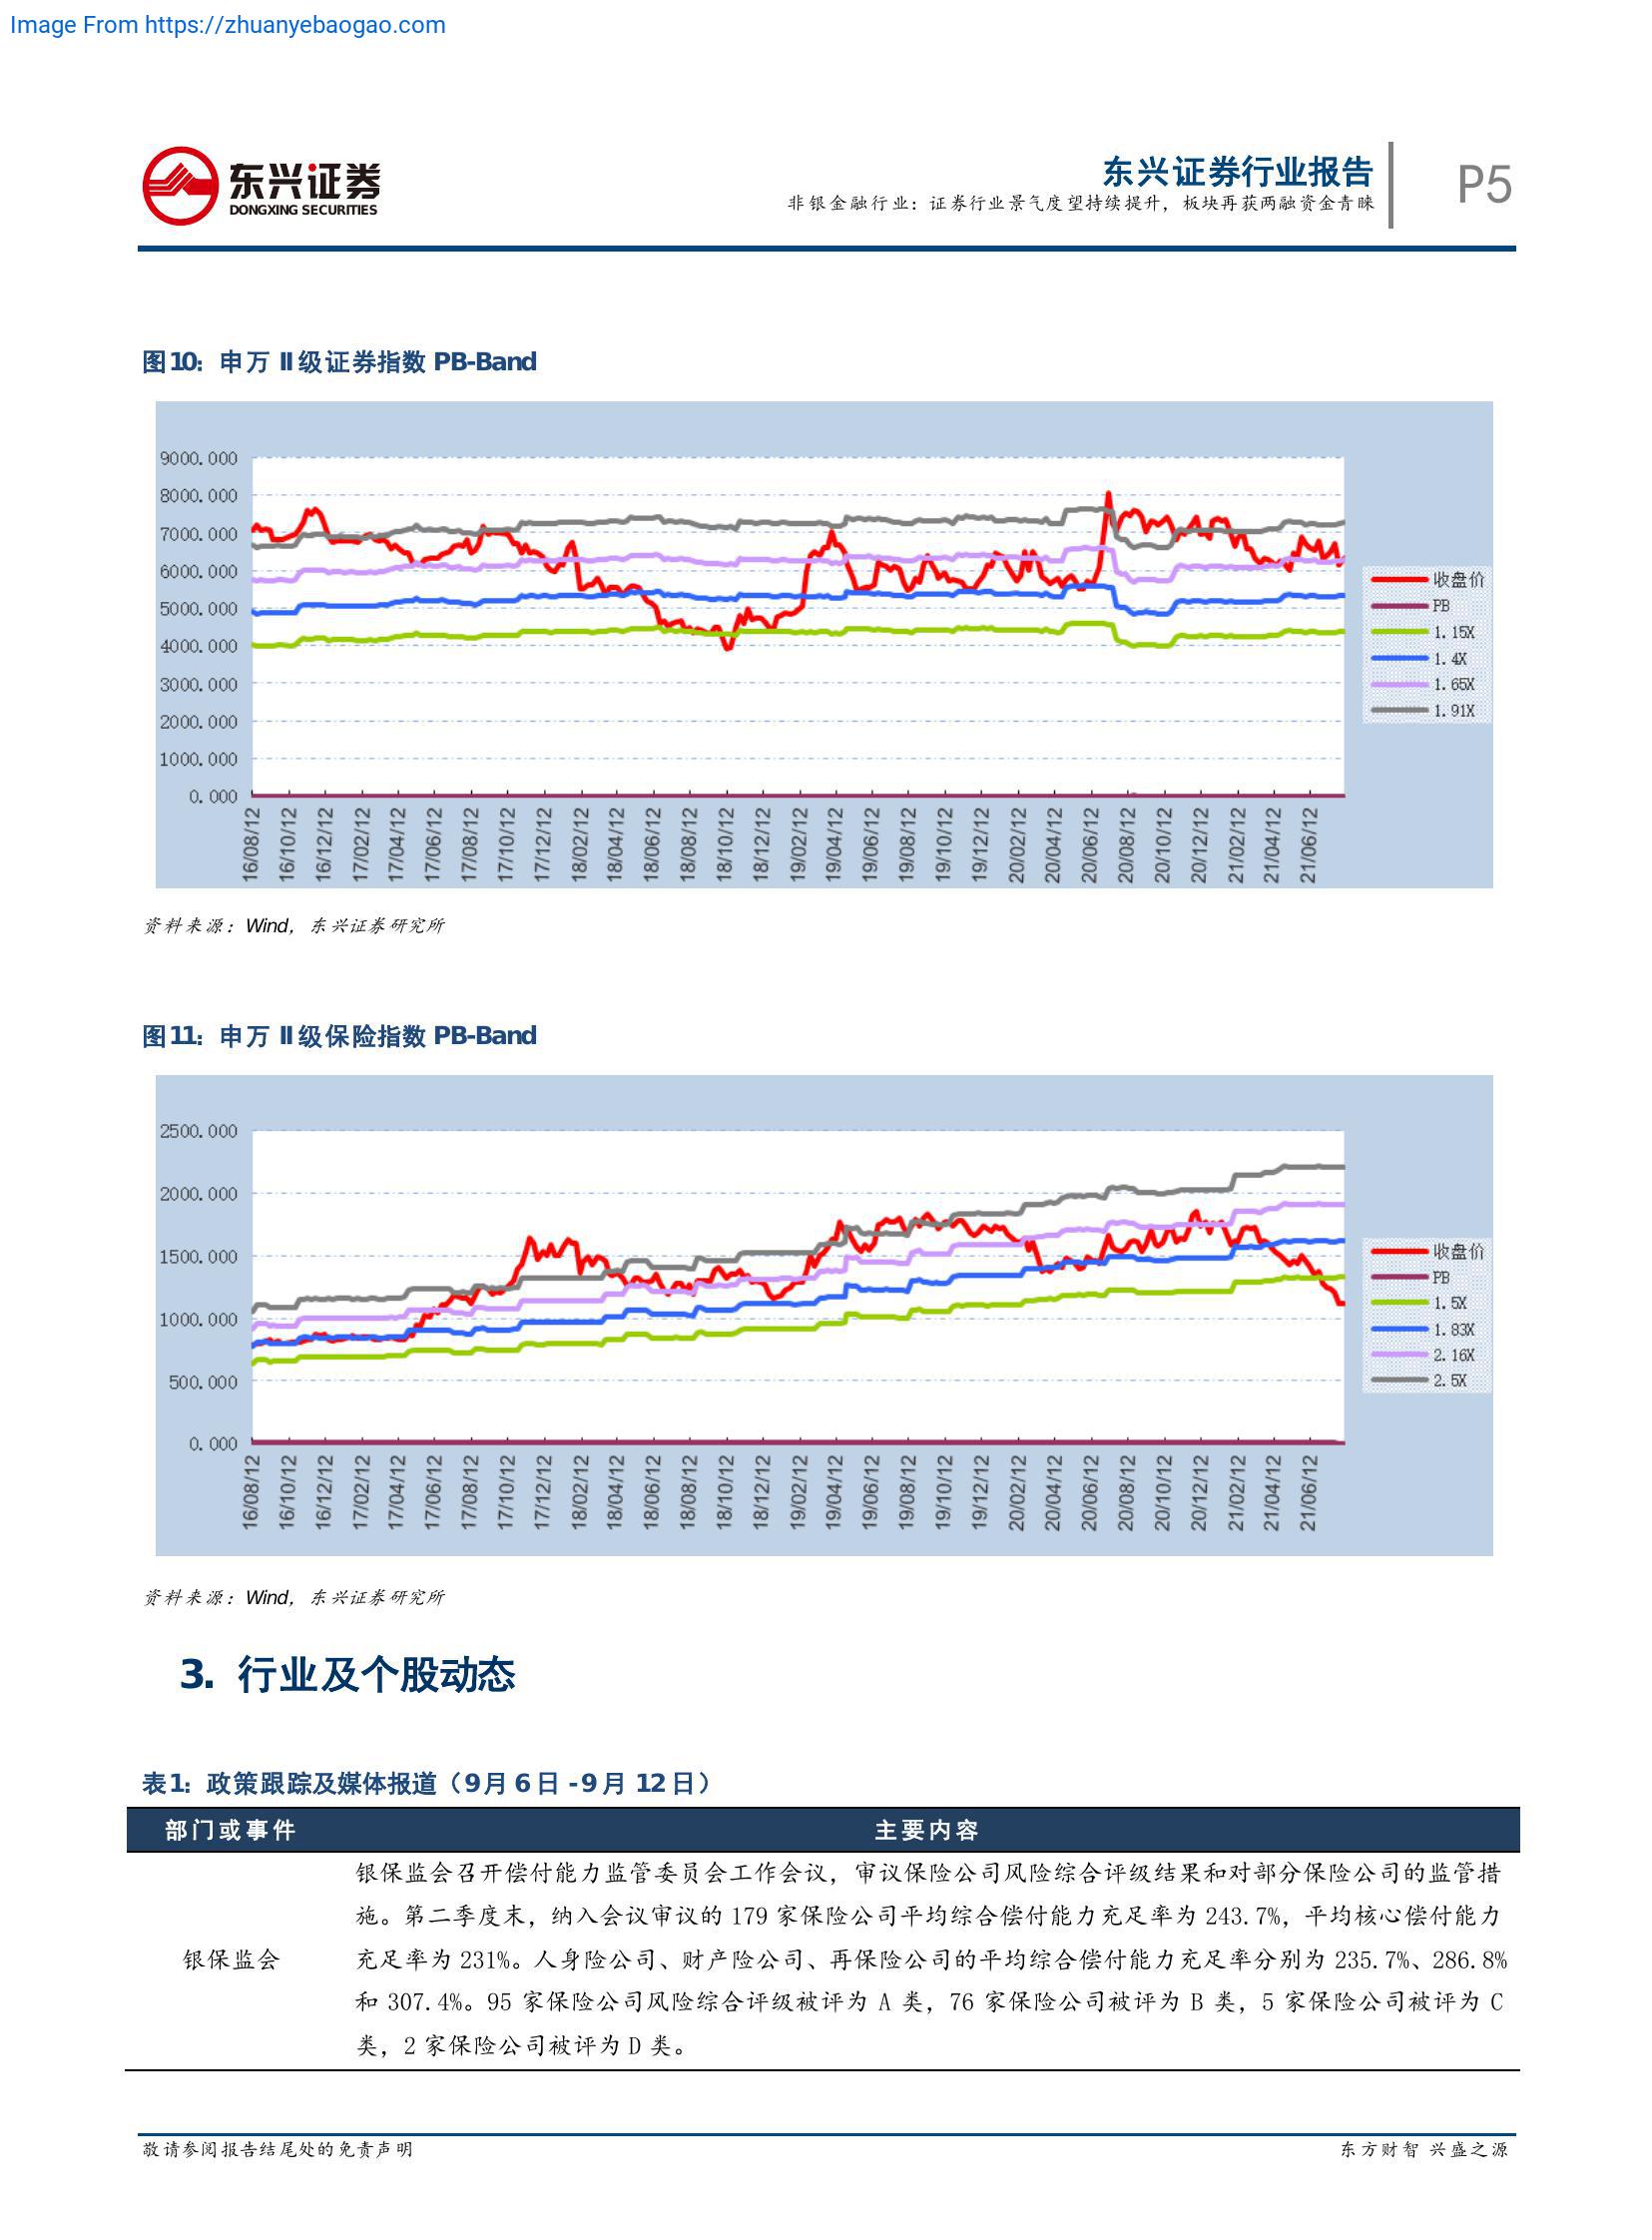 Image From https://zhuanyebaogao.com
东兴证券
DONGXING SECURITIES
东兴证券行业报告
非银金融行业：证券行业景气度望持续提升，板块再获两融资金青睐
P5
图10：申万 II 级证券指数 PB-Band
9000.000
8000.000
7000.000
6000.000
5000.000
4000.000
3000.000
2000.000
1000.000
0.000
16/08/12
16/10/12
16/12/12
17/02/12
17/04/12
17/06/12
17/08/12
17/10/12
17/12/12
18/02/12
18/04/12
18/06/12
18/08/12
18/10/12
18/12/12
19/02/12
19/04/12
19/06/12
19/08/12
19/10/12
19/12/12
20/02/12
20/04/12
20/06/12
20/08/12
20/10/12
20/12/12
21/02/12
21/04/12
21/06/12
收盘价
PB
1.15X
1.4X
1.65X
1.91X
资料来源：Wind，东兴证券研究所
图11：申万 II 级保险指数 PB-Band
2500.000
2000.000
1500.000
1000.000
500.000
0.000
16/08/12
16/10/12
16/12/12
17/02/12
17/04/12
17/06/12
17/08/12
17/10/12
17/12/12
18/02/12
18/04/12
18/06/12
18/08/12
18/10/12
18/12/12
19/02/12
19/04/12
19/06/12
19/08/12
19/10/12
19/12/12
20/02/12
20/04/12
20/06/12
20/08/12
20/10/12
20/12/12
21/02/12
21/04/12
21/06/12
收盘价
PB
1.5X
1.83X
2.16X
2.5X
资料来源：Wind，东兴证券研究所
3. 行业及个股动态
表1：政策跟踪及媒体报道（9月6日-9月12日）
部门或事件 主要内容
银保监会
银保监会召开偿付能力监管委员会工作会议，审议保险公司风险综合评级结果和对部分保险公司的监管措
施。第二季度末，纳入会议审议的 179 家保险公司平均综合偿付能力充足率为 243.7%，平均核心偿付能力
充足率为 231%。人身险公司、财产险公司、再保险公司的平均综合偿付能力充足率分别为 235.7%、286.8%
和 307.4%。95 家保险公司风险综合评级被评为 A 类，76 家保险公司被评为 B 类，5 家保险公司被评为 C
类，2 家保险公司被评为 D 类。
敬请参阅报告结尾处的免责声明
东方财智 兴盛之源